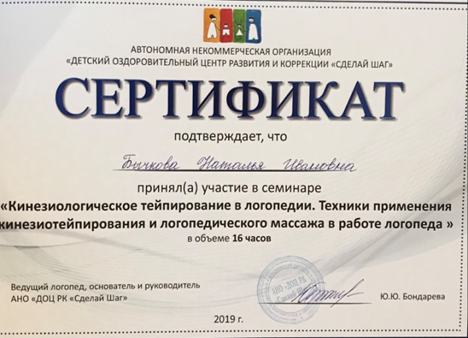 АВТОНОМНАЯ НЕКОММЕРЧЕСКАЯ ОРГАНИЗАЦИЯ
«ДЕТСКИЙ ОЗДОРОВИТЕЛЬНЫЙ ЦЕНТР РАЗВИТИЯ И КОРРЕКЦИИ «СДЕЛАЙ ШАГ»
СЕРТИФИКАТ
подтверждает, что
Бычкова Наталья Ивановна
принял(а) участие в семинаре
«Кинезиологическое тейпирование в логопедии. Техники применения
кинезиотейпирования и логопедического массажа в работе логопеда »
в объеме 16 часов
Ведущий логопед, основатель и руководитель
АНО «ДОЦ РК «Сделай Шаг»
Ю.Ю. Бондарева
2019 г.